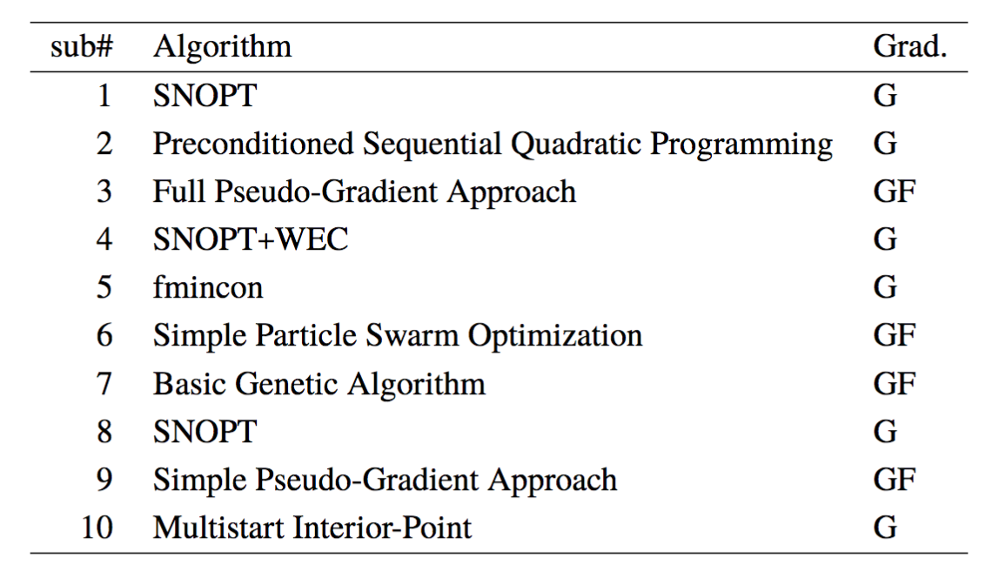 sub# Algorithm Grad.
1 SNOPT G
2 Preconditioned Sequential Quadratic Programming G
3 Full Pseudo-Gradient Approach GF
4 SNOPT+WEC G
5 fmincon G
6 Simple Particle Swarm Optimization GF
7 Basic Genetic Algorithm GF
8 SNOPT G
9 Simple Pseudo-Gradient Approach GF
10 Multistart Interior-Point G